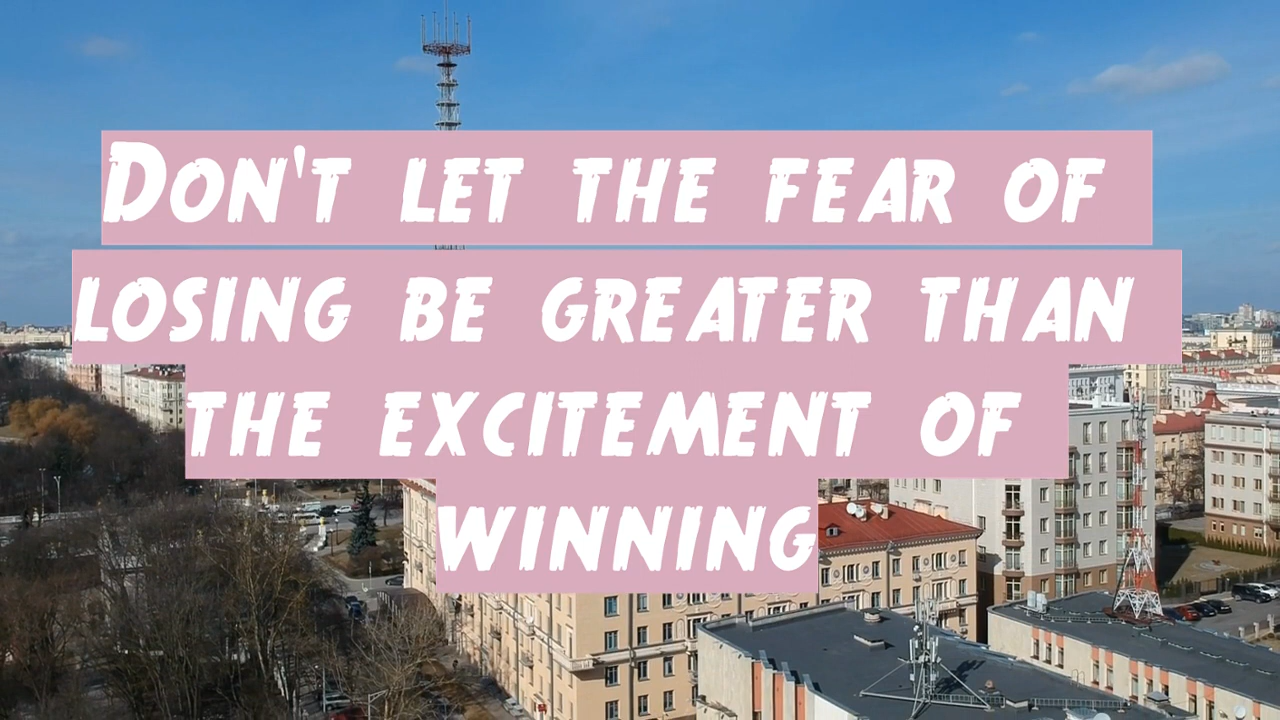 Don't let the fear of
losing be greater than
the excitement of
winning